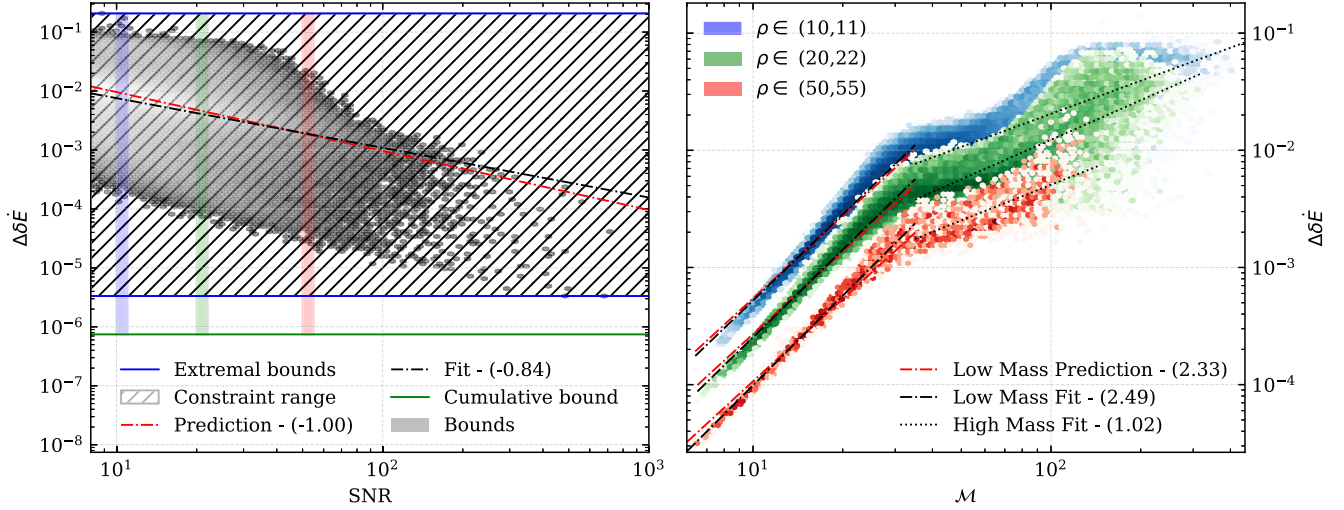 10⁻¹
10⁻²
10⁻³
10⁻⁴
10⁻⁵
10⁻⁶
10⁻⁷
10⁻⁸
ΔδĖ
10¹
10²
10³
SNR
Extremal bounds
Constraint range
Prediction - (-1.00)
Fit - (-0.84)
Cumulative bound
Bounds
ρ ∈ (10,11)
ρ ∈ (20,22)
ρ ∈ (50,55)
Low Mass Prediction - (2.33)
Low Mass Fit - (2.49)
High Mass Fit - (1.02)
10¹
10²
ℳ
10⁻¹
10⁻²
10⁻³
10⁻⁴
ΔδĖ